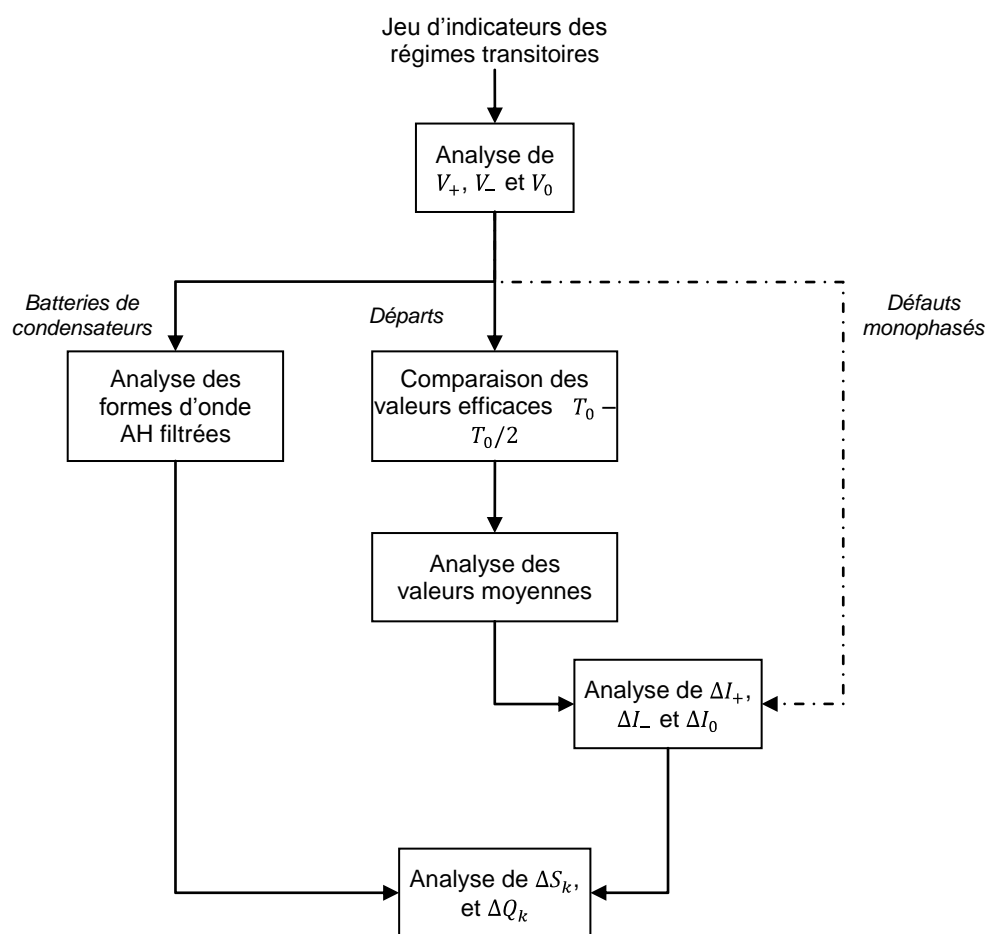 Jeu d'indicateurs des
régimes transitoires
Analyse de
V₊, V₋ et V₀
Batteries de
condensateurs
Départs
Défauts
monophasés
Analyse des
formes d'onde
AH filtrées
Comparaison des
valeurs efficaces T₀ −
T₀/2
Analyse des
valeurs moyennes
Analyse de ΔI₊,
ΔI₋ et ΔI₀
Analyse de ΔSₖ,
et ΔQₖ